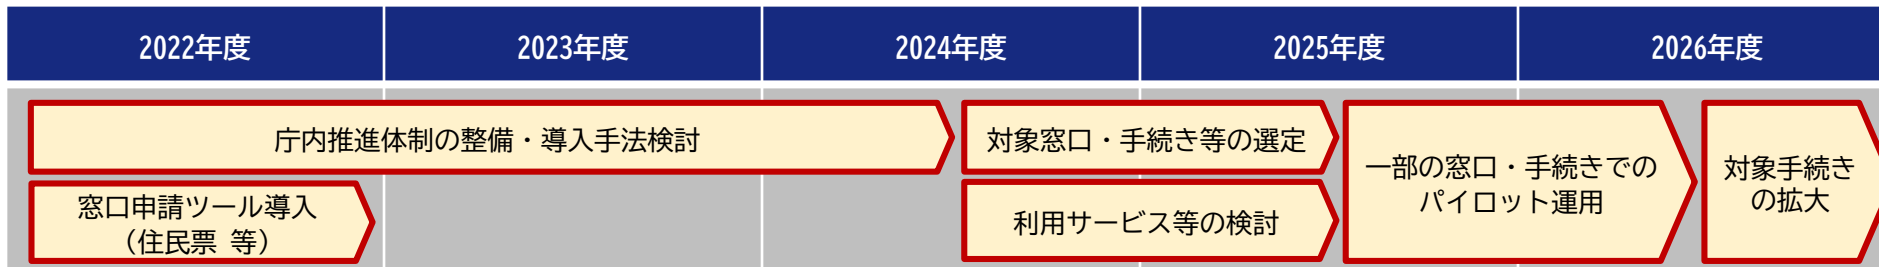 2022年度
2023年度
2024年度
2025年度
2026年度
庁内推進体制の整備・導入手法検討
対象窓口・手続き等の選定
一部の窓口・手続きでの
パイロット運用
対象手続き
の拡大
窓口申請ツール導入
（住民票 等）
利用サービス等の検討